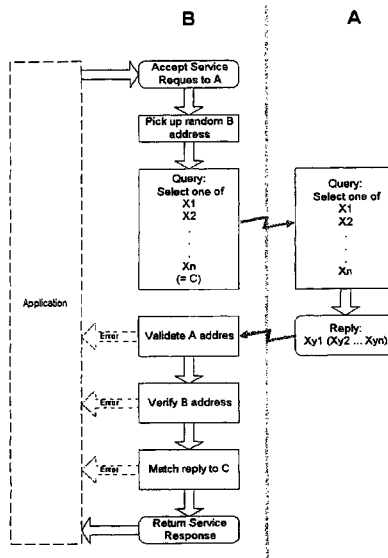 B
A
Accept Service
Reques to A
Pick up random B
address
Query:
Select one of
X1
X2
.
.
.
Xn
(= C)
Query:
Select one of
X1
X2
.
.
.
Xn
Application
Error
Validate A addres
Reply:
Xy1 (Xy2 ... Xyn)
Error
Verify B address
Error
Match reply to C
Return Service
Response